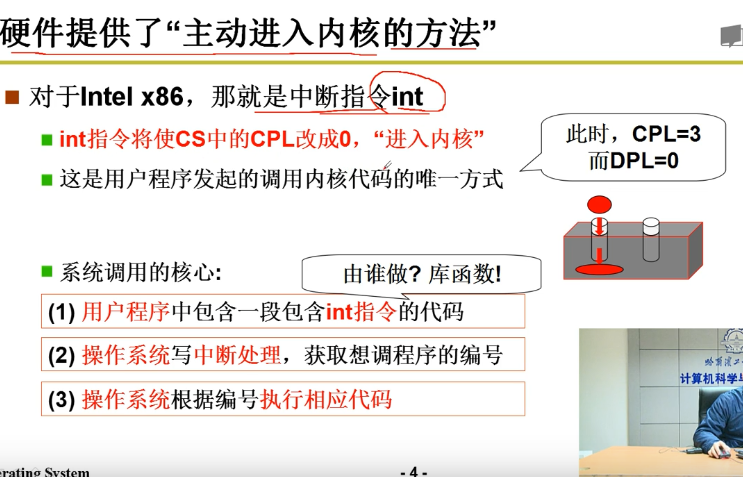 硬件提供了“主动进入内核的方法”
对于Intel x86，那就是中断指令int
int指令将使CS中的CPL改成0，“进入内核”
此时，CPL=3
而DPL=0
这是用户程序发起的调用内核代码的唯一方式
系统调用的核心:
由谁做? 库函数!
(1) 用户程序中包含一段包含int指令的代码
(2) 操作系统写中断处理，获取想调程序的编号
(3) 操作系统根据编号执行相应代码
计算机科学与
erating System
- 4 -